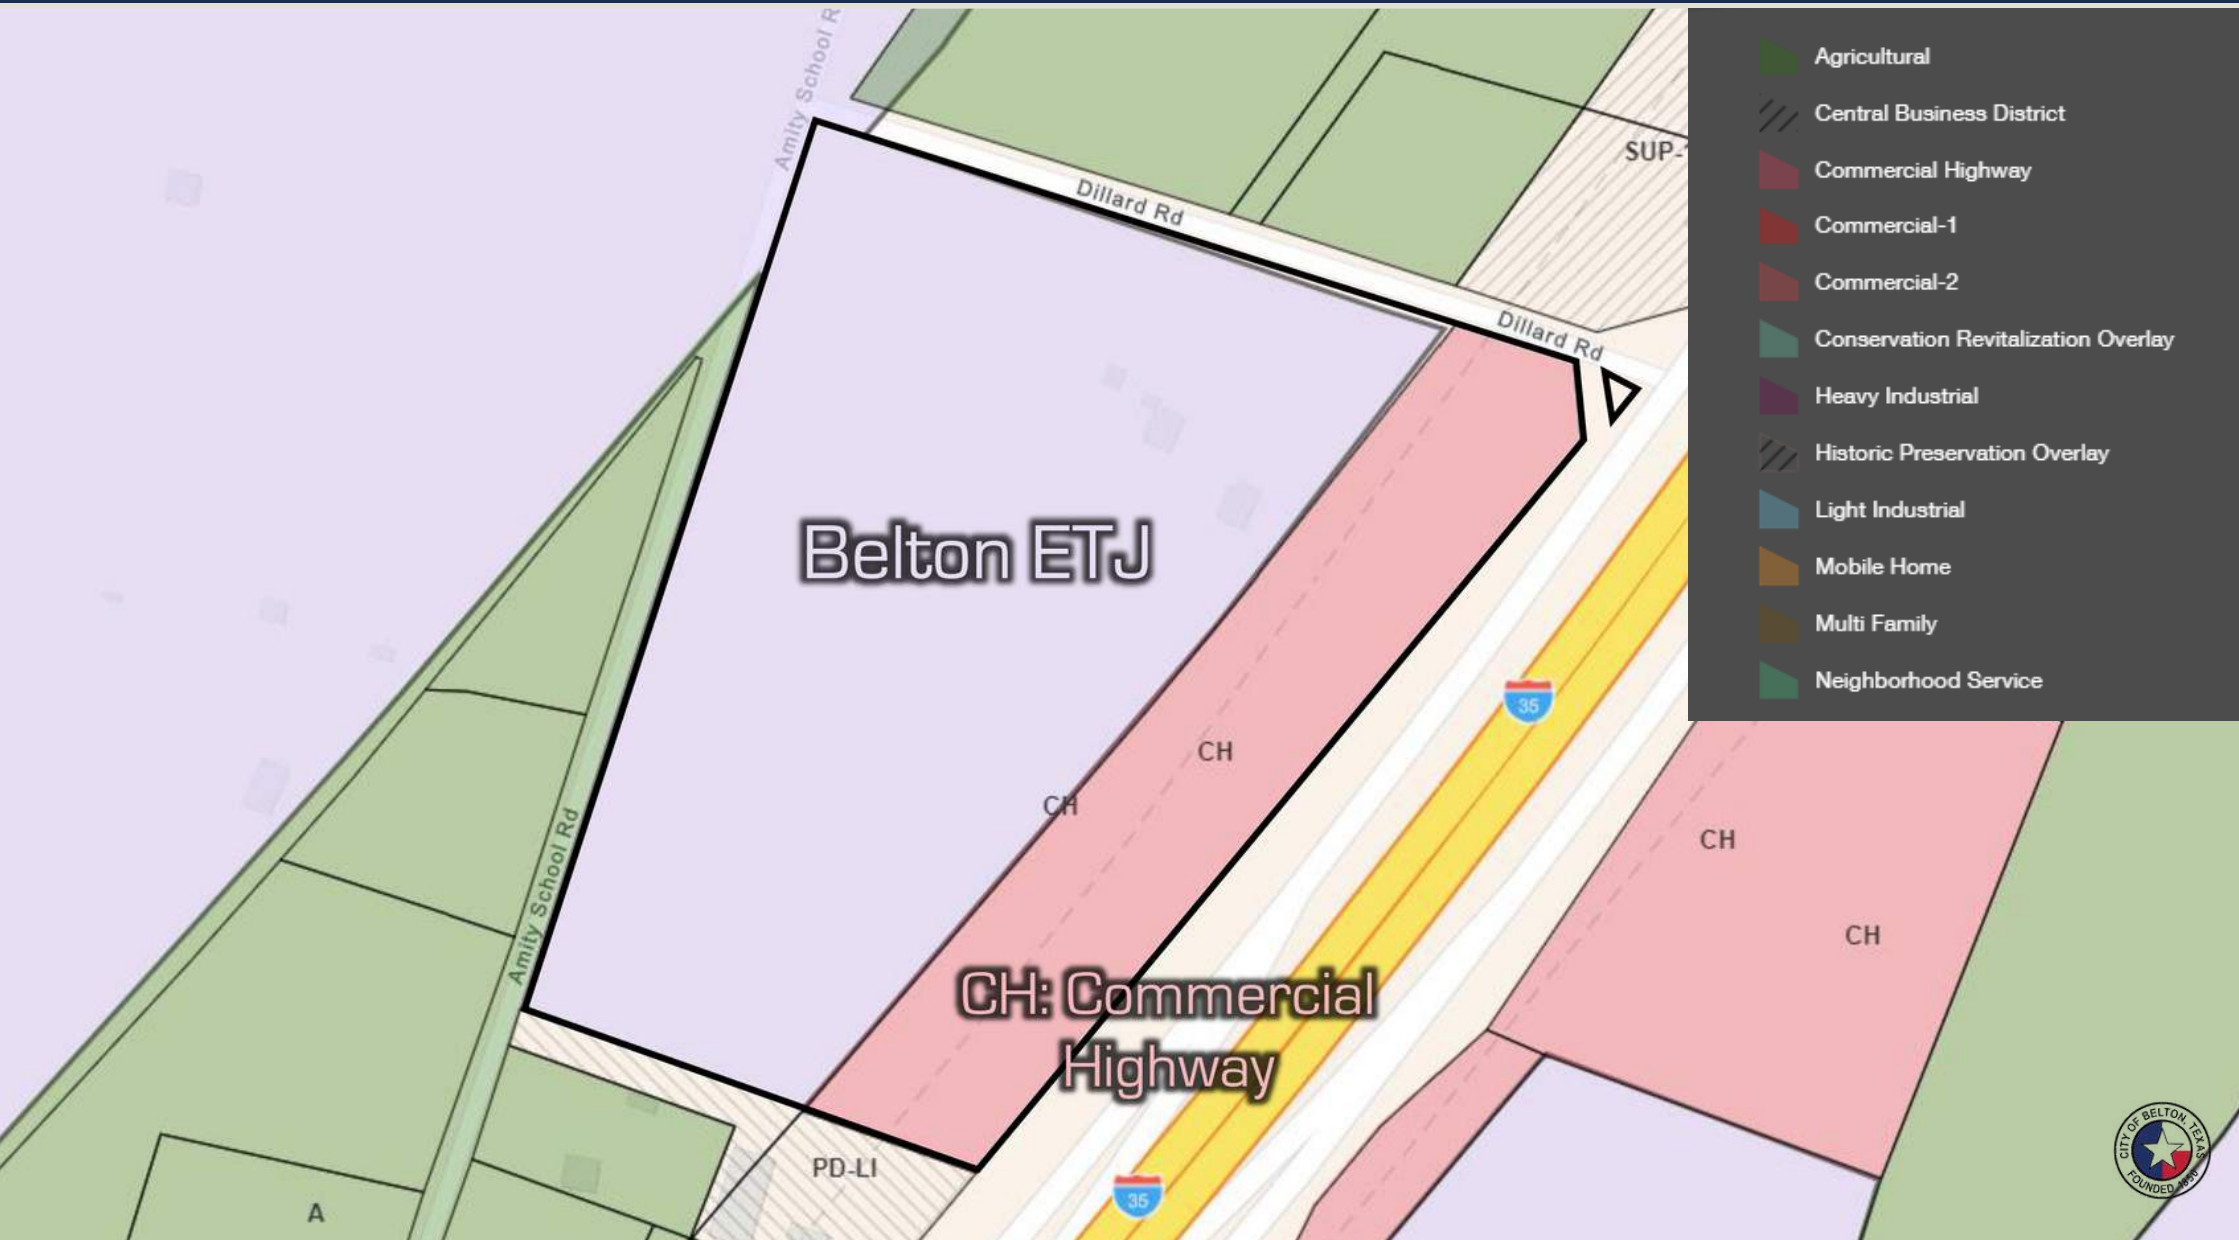 Amity School R
Agricultural
Central Business District
SUP-
Commercial Highway
Dillard Rd
Commercial-1
Commercial-2
Dillard Rd
Conservation Revitalization Overlay
Heavy Industrial
Historic Preservation Overlay
Light Industrial
Belton ETJ
Mobile Home
Multi Family
Neighborhood Service
35
CH
CH
CH
Amity School Rd
CH
CH: Commercial
Highway
PD-LI
35
A
CITY OF BELTON, TEXAS
FOUNDED 1850